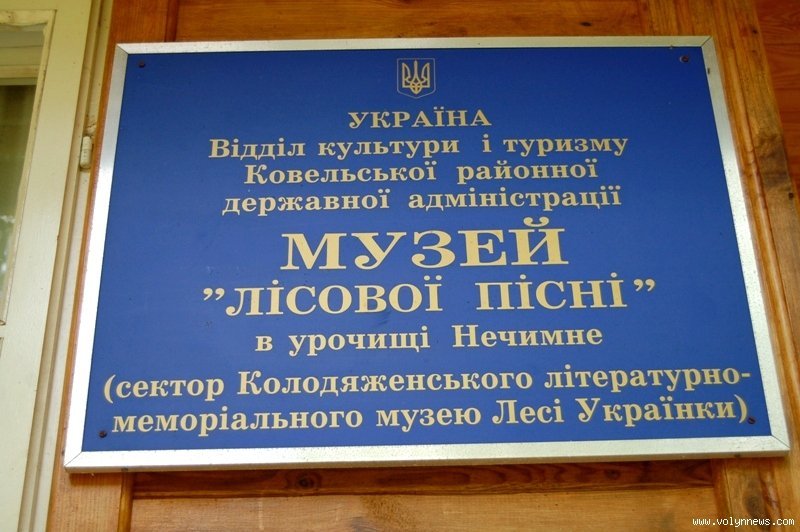 УКРАЇНА
Відділ культури і туризму
Ковельської районної
державної адміністрації
МУЗЕЙ
”ЛІСОВОЇ ПІСНІ”
в урочищі Нечимне
(сектор Колодяженського літературно-
меморіального музею Лесі Українки)
www.volynnews.com